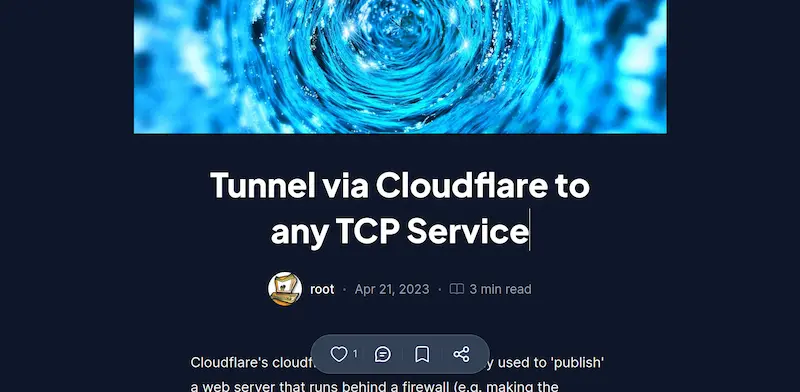 Tunnel via Cloudflare to
any TCP Service
root · Apr 21, 2023 · 3 min read
1
Cloudflare's cloudf y used to 'publish'
a web server that runs behind a firewall (e.g. making the